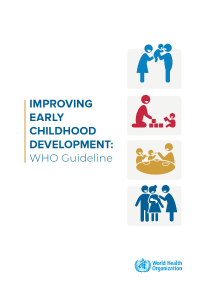 IMPROVING
EARLY
CHILDHOOD
DEVELOPMENT:
WHO Guideline
World Health
Organization